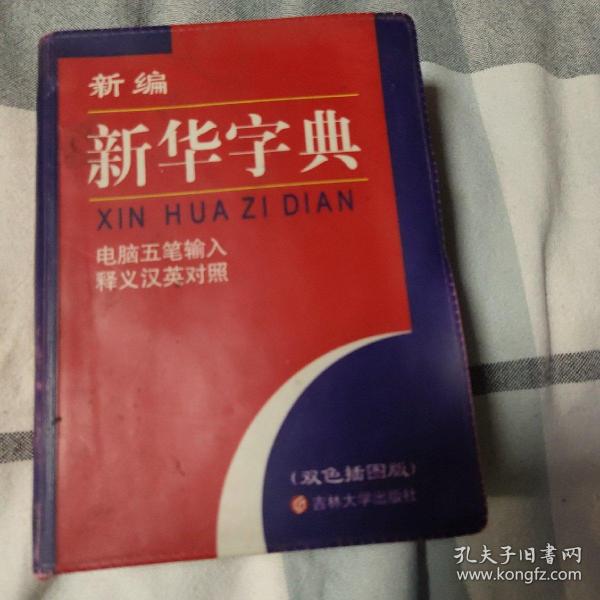 新编
新华字典
XIN HUA ZI DIAN
电脑五笔输入
释义汉英对照
(双色插图版)
吉林大学出版社
孔夫子旧书网
www.kongfz.com